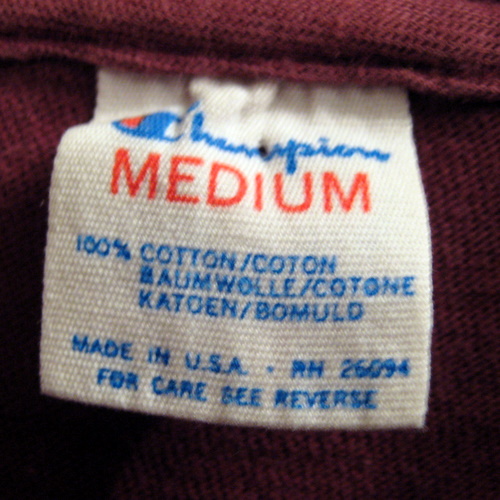 Champion
MEDIUM
100% COTTON/COTON
BAUMWOLLE/COTONE
KATOEN/BOMULD
MADE IN U.S.A. - RN 26094
FOR CARE SEE REVERSE